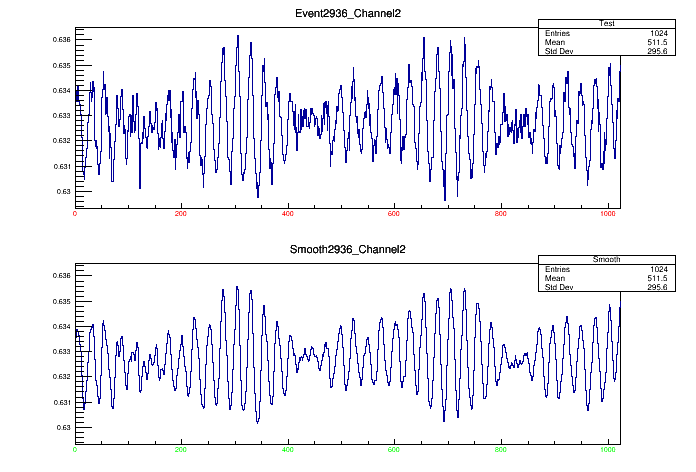 Event2936_Channel2
Test
Entries 1024
Mean 511.5
Std Dev 295.6
0.636
0.635
0.634
0.633
0.632
0.631
0.63
0 200 400 600 800 1000
Smooth2936_Channel2
Smooth
Entries 1024
Mean 511.5
Std Dev 295.6
0.636
0.635
0.634
0.633
0.632
0.631
0.63
0 200 400 600 800 1000